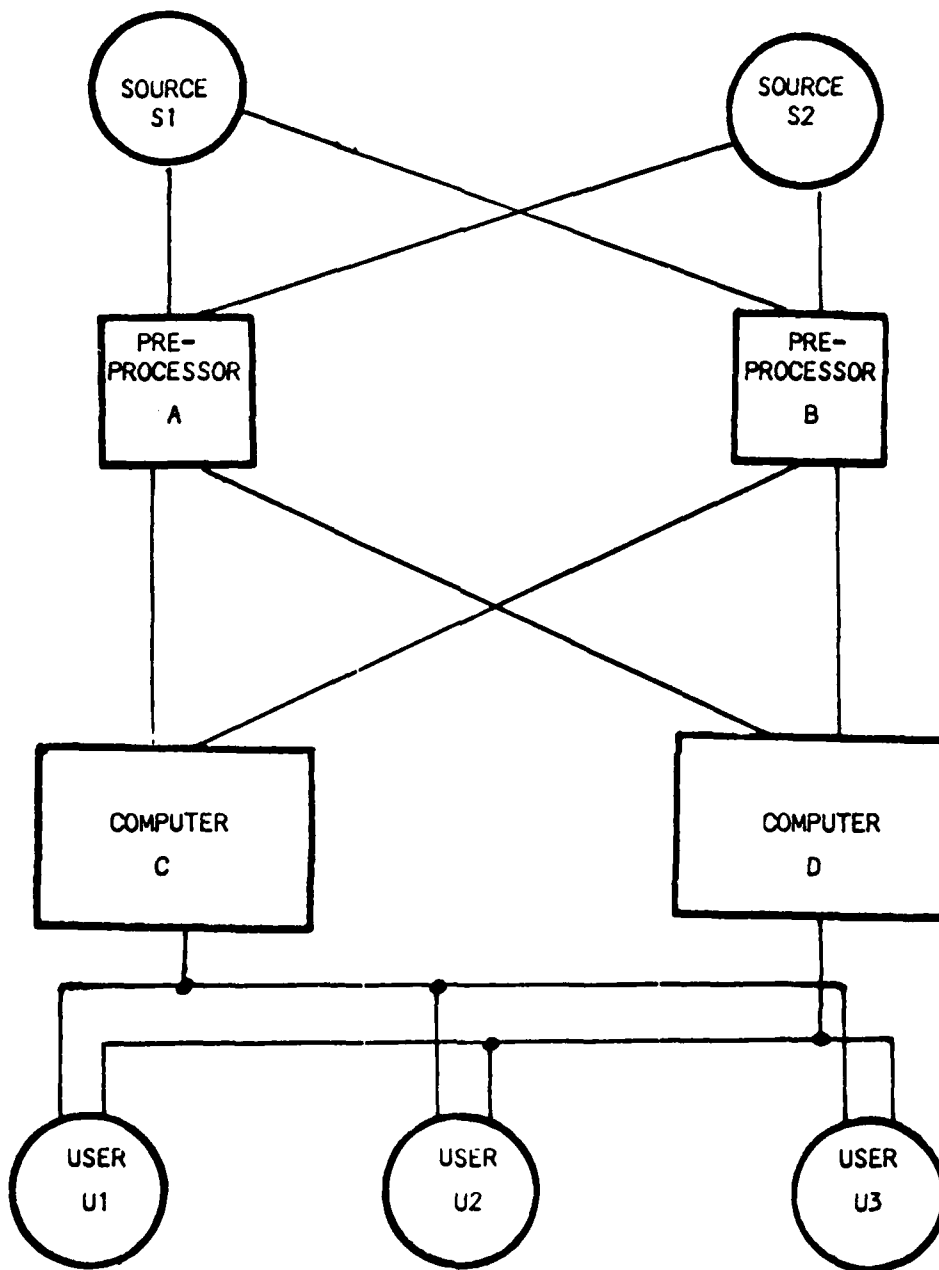 SOURCE
S1
SOURCE
S2
PRE-
PROCESSOR
A
PRE-
PROCESSOR
B
COMPUTER
C
COMPUTER
D
USER
U1
USER
U2
USER
U3